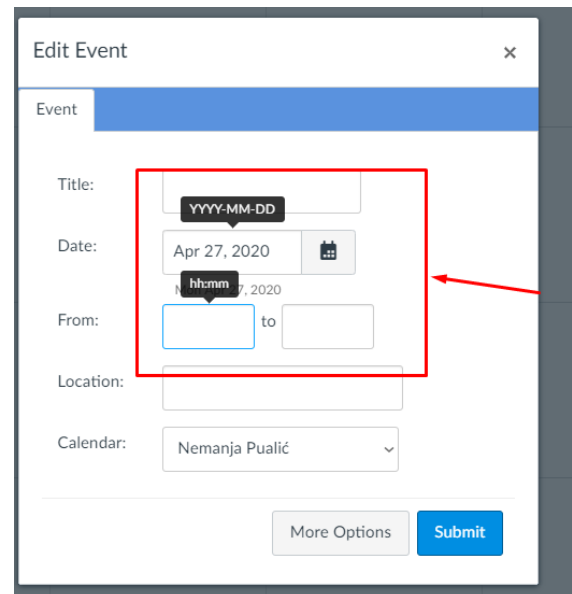 Edit Event ×
Event
Title:
YYYY-MM-DD
Date: Apr 27, 2020
hh:mm
27, 2020
From: to
Location:
Calendar: Nemanja Pualić
More Options Submit